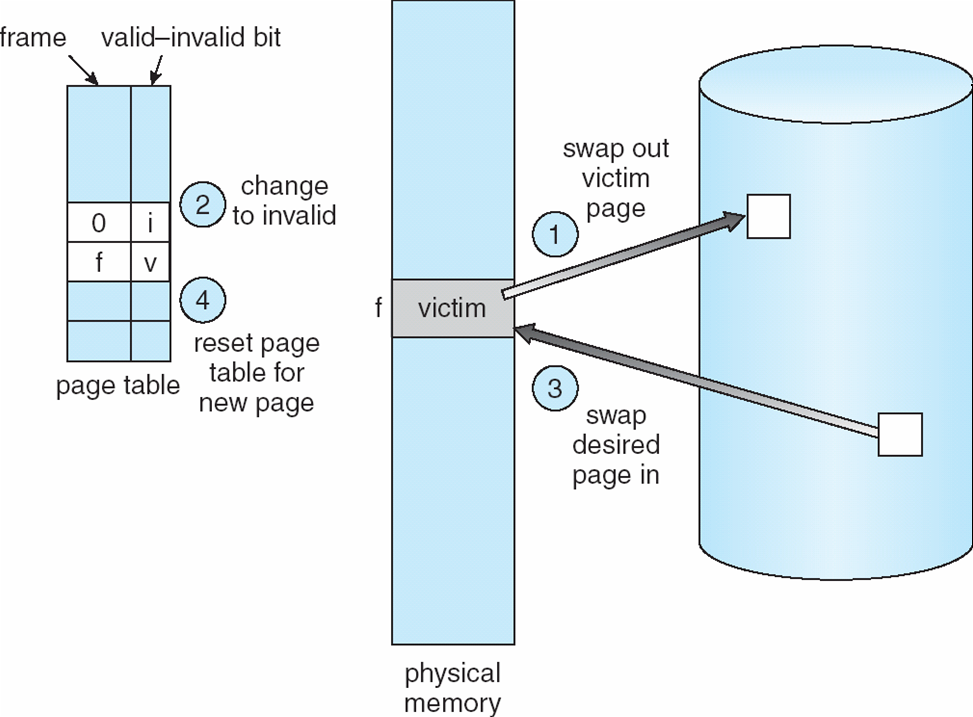 frame
valid–invalid bit
0
i
f
v
2
change
to invalid
4
reset page
table for
new page
page table
f
victim
physical
memory
1
swap out
victim
page
3
swap
desired
page in